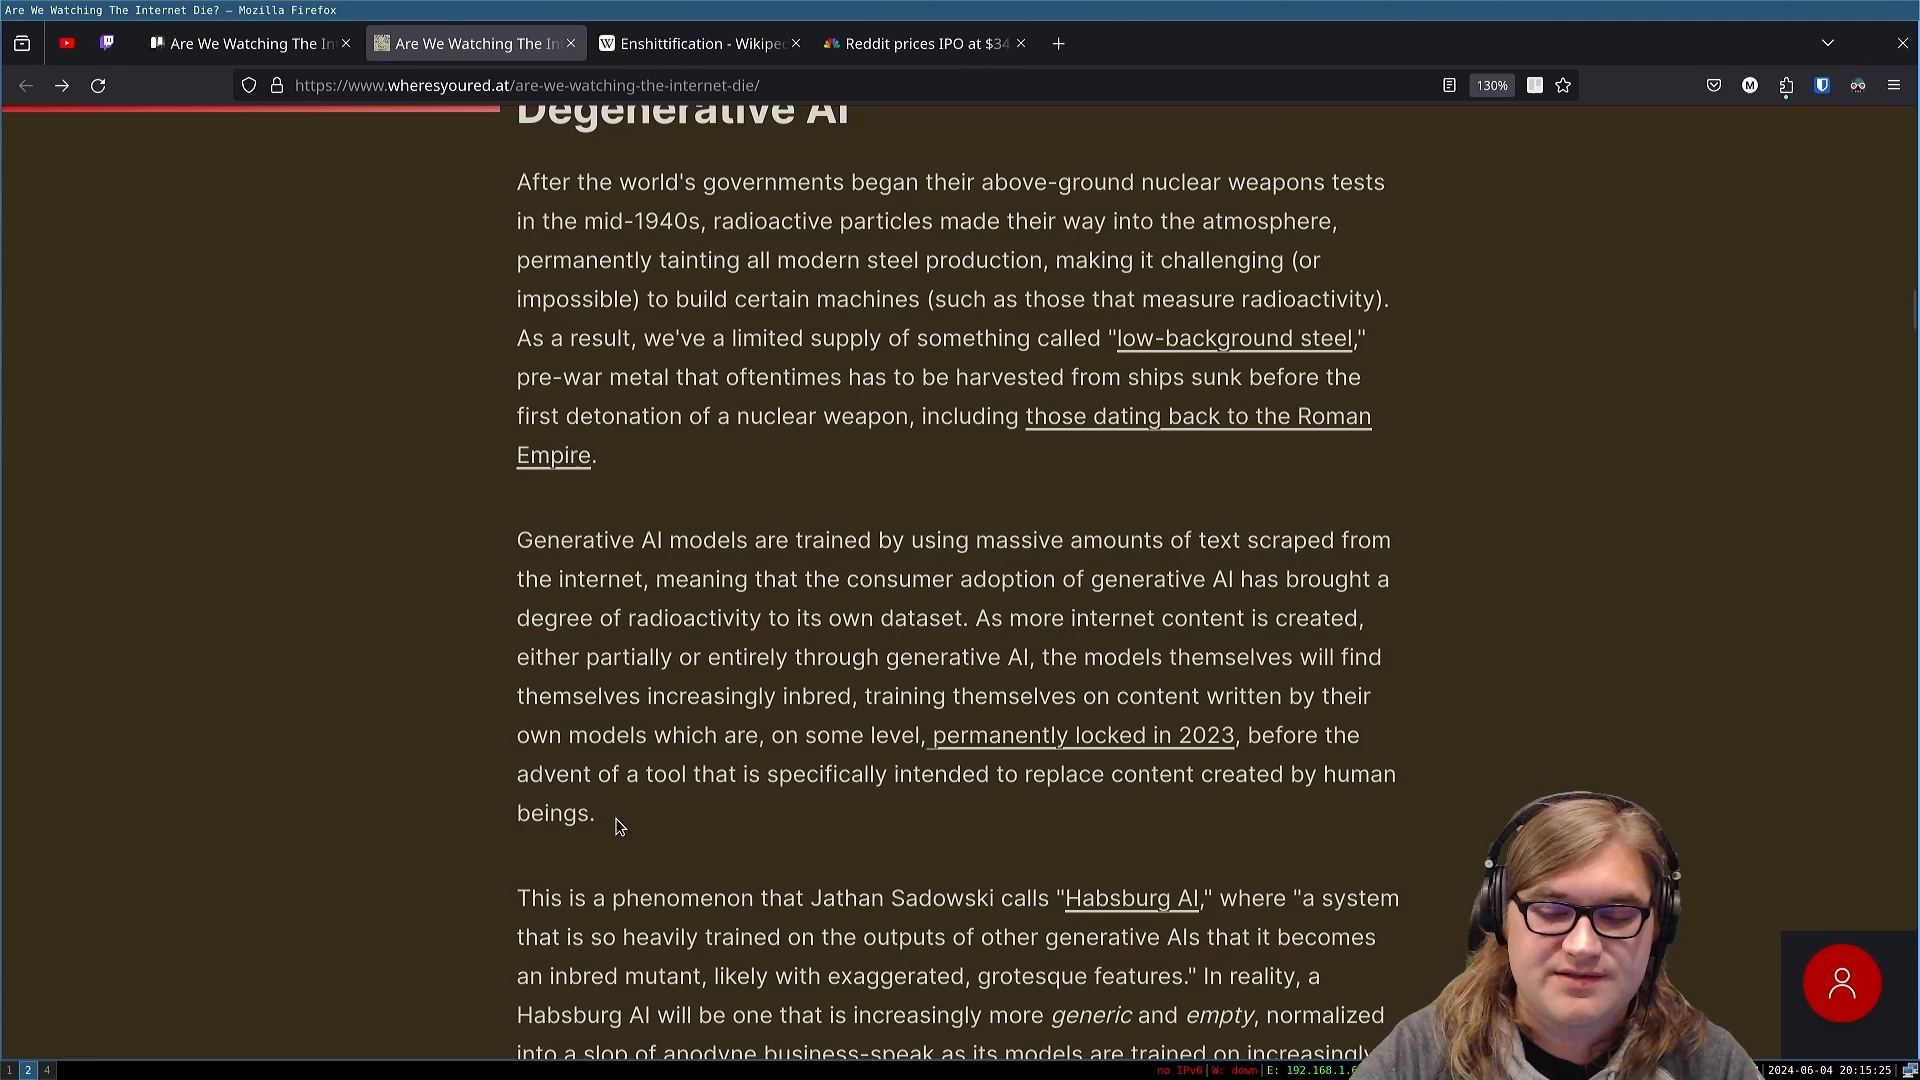 Are We Watching The Internet Die? — Mozilla Firefox
Are We Watching The In
Are We Watching The In
Enshittification - Wikiped
Reddit prices IPO at $34
https://www.wheresyoured.at/are-we-watching-the-internet-die/
130%
M
Degenerative AI
After the world's governments began their above-ground nuclear weapons tests
in the mid-1940s, radioactive particles made their way into the atmosphere,
permanently tainting all modern steel production, making it challenging (or
impossible) to build certain machines (such as those that measure radioactivity).
As a result, we've a limited supply of something called "low-background steel,"
pre-war metal that oftentimes has to be harvested from ships sunk before the
first detonation of a nuclear weapon, including those dating back to the Roman
Empire.
Generative AI models are trained by using massive amounts of text scraped from
the internet, meaning that the consumer adoption of generative AI has brought a
degree of radioactivity to its own dataset. As more internet content is created,
either partially or entirely through generative AI, the models themselves will find
themselves increasingly inbred, training themselves on content written by their
own models which are, on some level, permanently locked in 2023, before the
advent of a tool that is specifically intended to replace content created by human
beings.
This is a phenomenon that Jathan Sadowski calls "Habsburg AI," where "a system
that is so heavily trained on the outputs of other generative AIs that it becomes
an inbred mutant, likely with exaggerated, grotesque features." In reality, a
Habsburg AI will be one that is increasingly more generic and empty, normalized
into a slop of anodyne business-speak as its models are trained on increasingly
1 2 4
no IPv6|W: down|E: 192.168.1.
2024-06-04 20:15:25